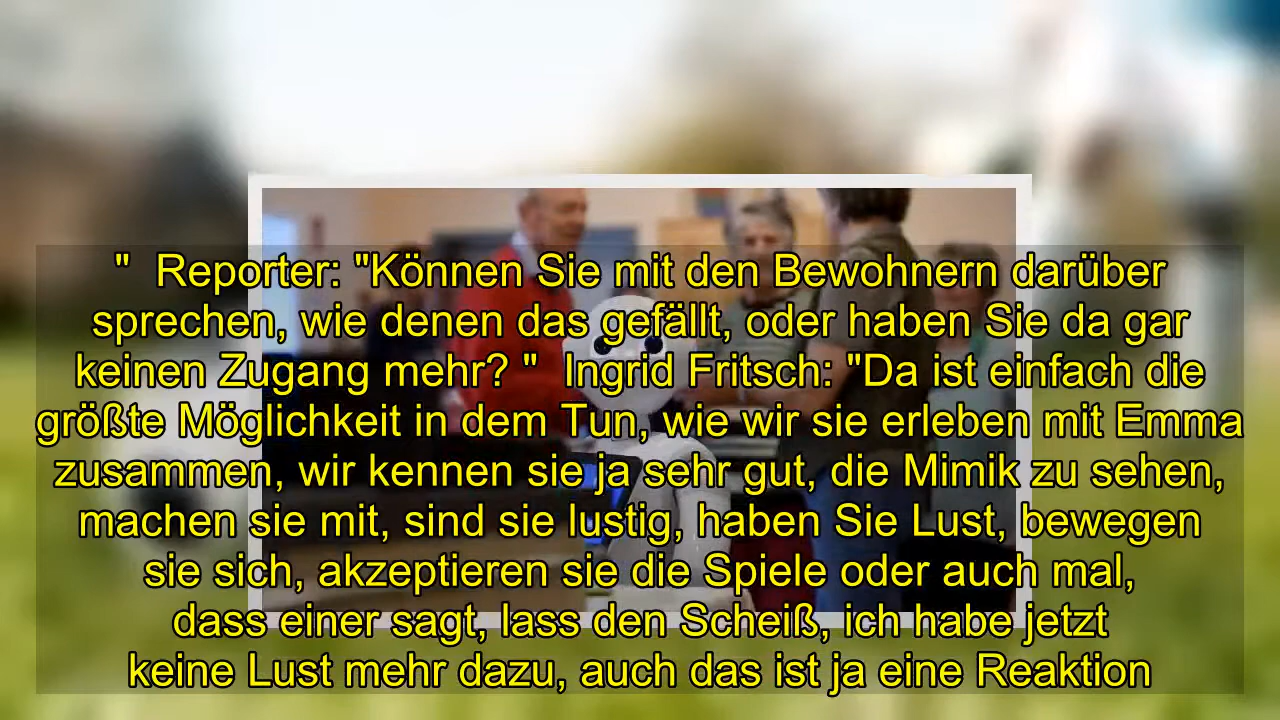 "  Reporter: "Können Sie mit den Bewohnern darüber
sprechen, wie denen das gefällt, oder haben Sie da gar
keinen Zugang mehr? "  Ingrid Fritsch: "Da ist einfach die
größte Möglichkeit in dem Tun, wie wir sie erleben mit Emma
zusammen, wir kennen sie ja sehr gut, die Mimik zu sehen,
machen sie mit, sind sie lustig, haben Sie Lust, bewegen
sie sich, akzeptieren sie die Spiele oder auch mal,
dass einer sagt, lass den Scheiß, ich habe jetzt
keine Lust mehr dazu, auch das ist ja eine Reaktion